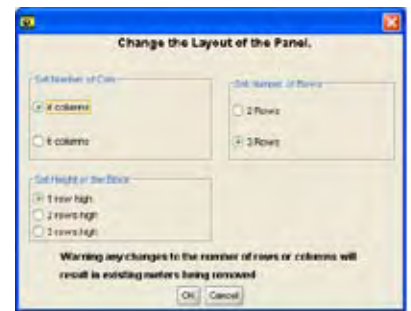 Change the Layout of the Panel.
Set Number of Cols
4 columns
6 columns
Set Number of Rows
2 Rows
3 Rows
Set Height of the Block
1 row high
2 rows high
3 rows high
Warning any changes to the number of rows or columns will
result in existing meters being removed
OK
Cancel